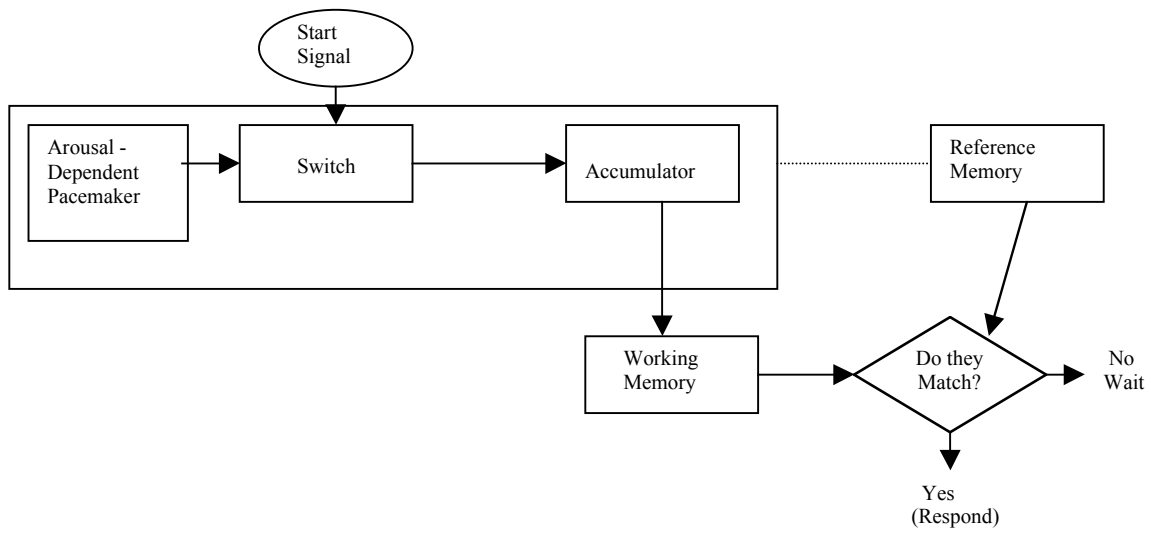 Start
Signal
Arousal -
Dependent
Pacemaker
Switch
Accumulator
Reference
Memory
Working
Memory
Do they
Match?
No
Wait
Yes
(Respond)